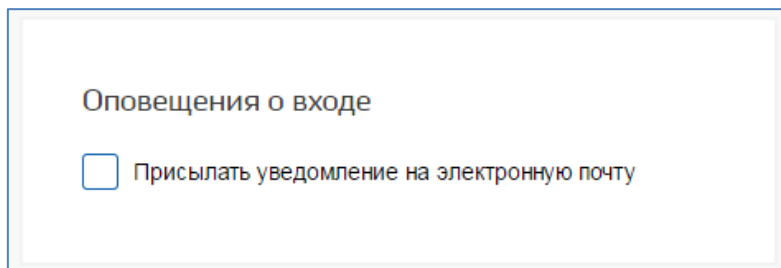 Оповещения о входе
Присылать уведомление на электронную почту